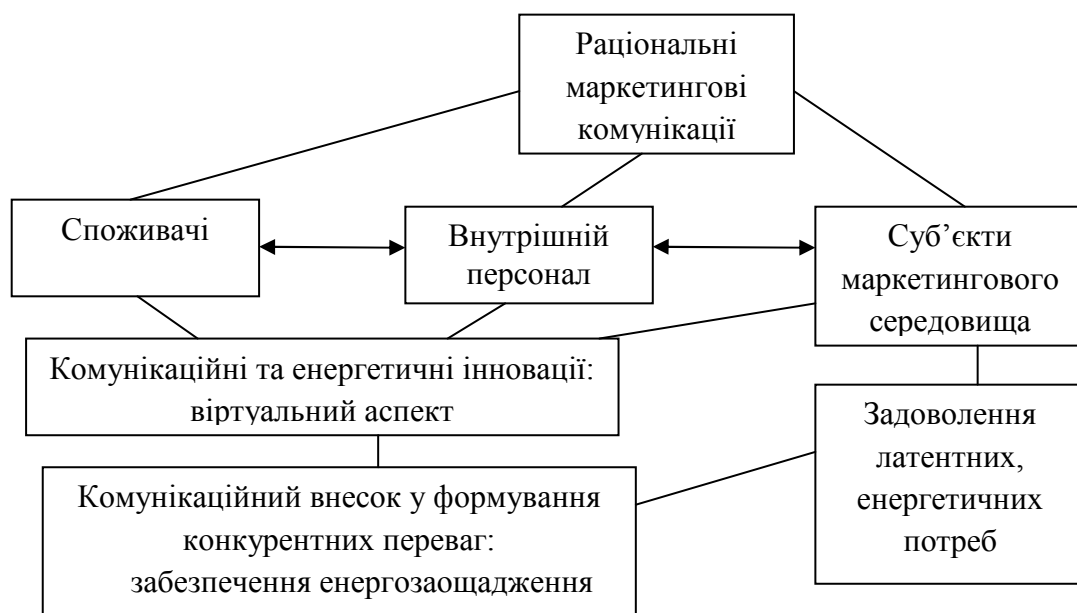 Раціональні
маркетингові
комунікації
Споживачі
Внутрішній
персонал
Суб’єкти
маркетингового
середовища
Комунікаційні та енергетичні інновації:
віртуальний аспект
Задоволення
латентних,
енергетичних
потреб
Комунікаційний внесок у формування
конкурентних переваг:
забезпечення енергозаощадження